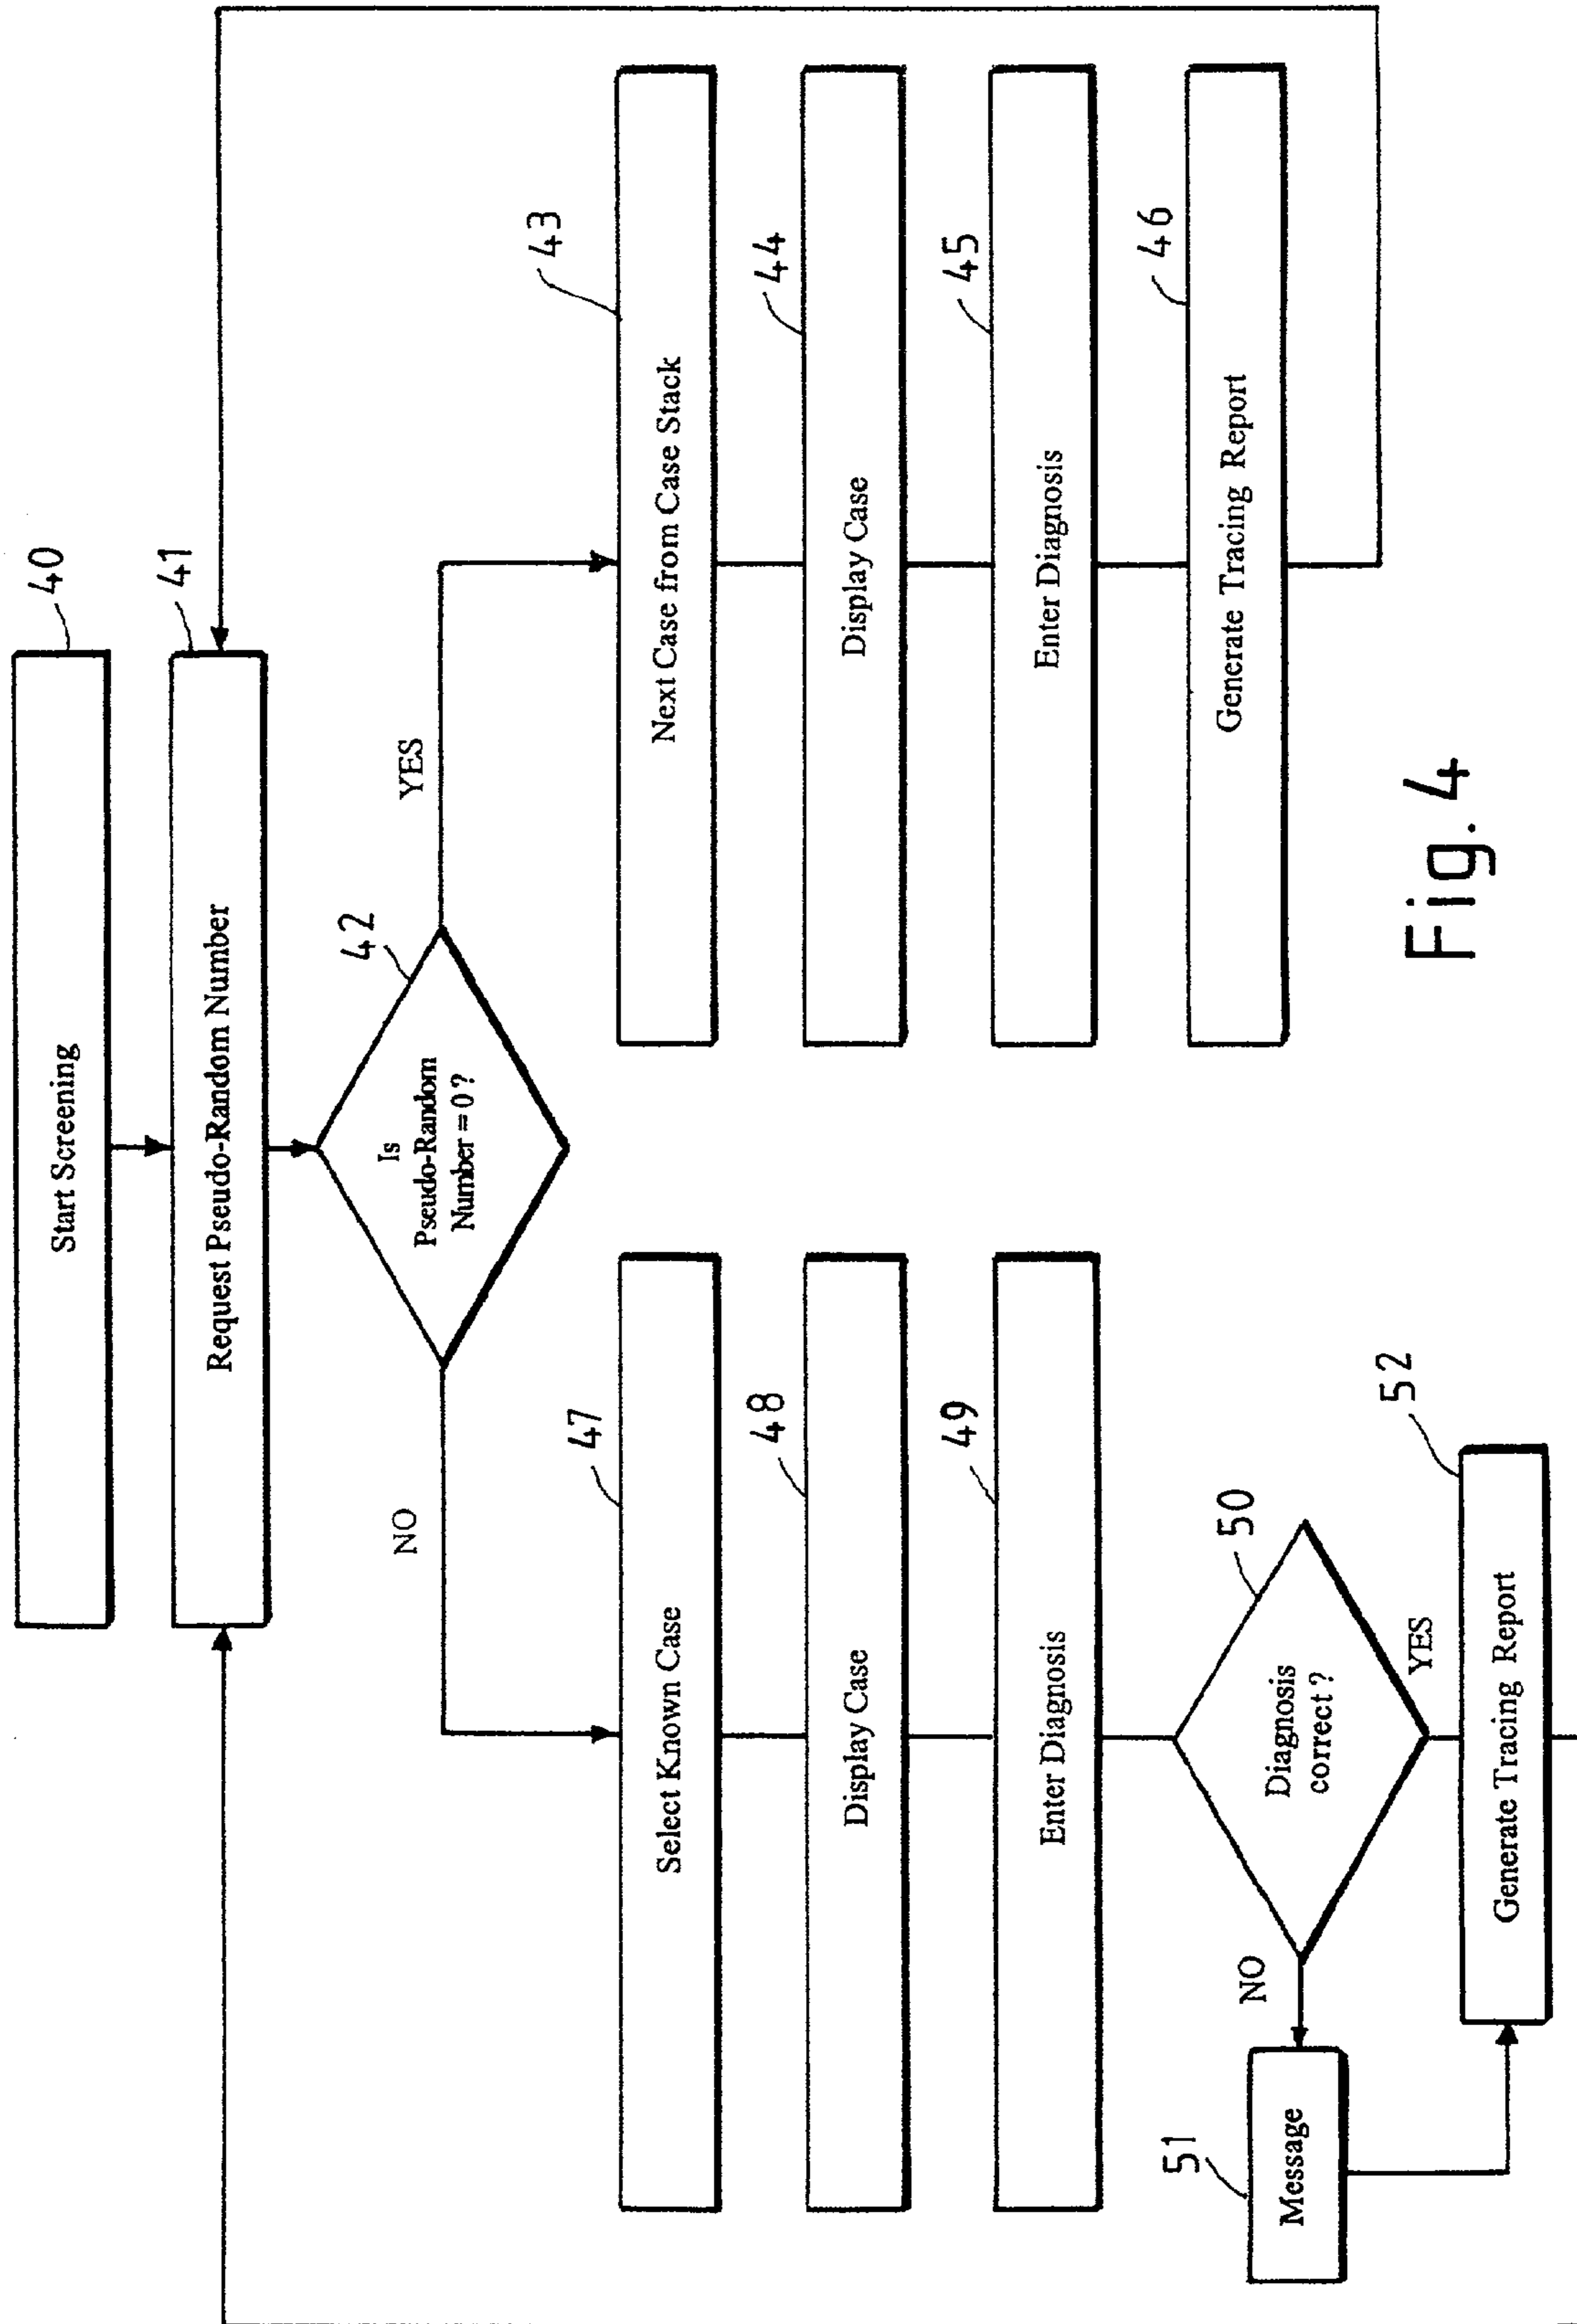 40
Start Screening
41
Request Pseudo-Random Number
42
Is
Pseudo-Random
Number = 0 ?
YES
43
Next Case from Case Stack
44
Display Case
45
Enter Diagnosis
46
Generate Tracing Report
NO
47
Select Known Case
48
Display Case
49
Enter Diagnosis
50
Diagnosis
correct ?
NO
51
Message
YES
52
Generate Tracing Report
Fig. 4